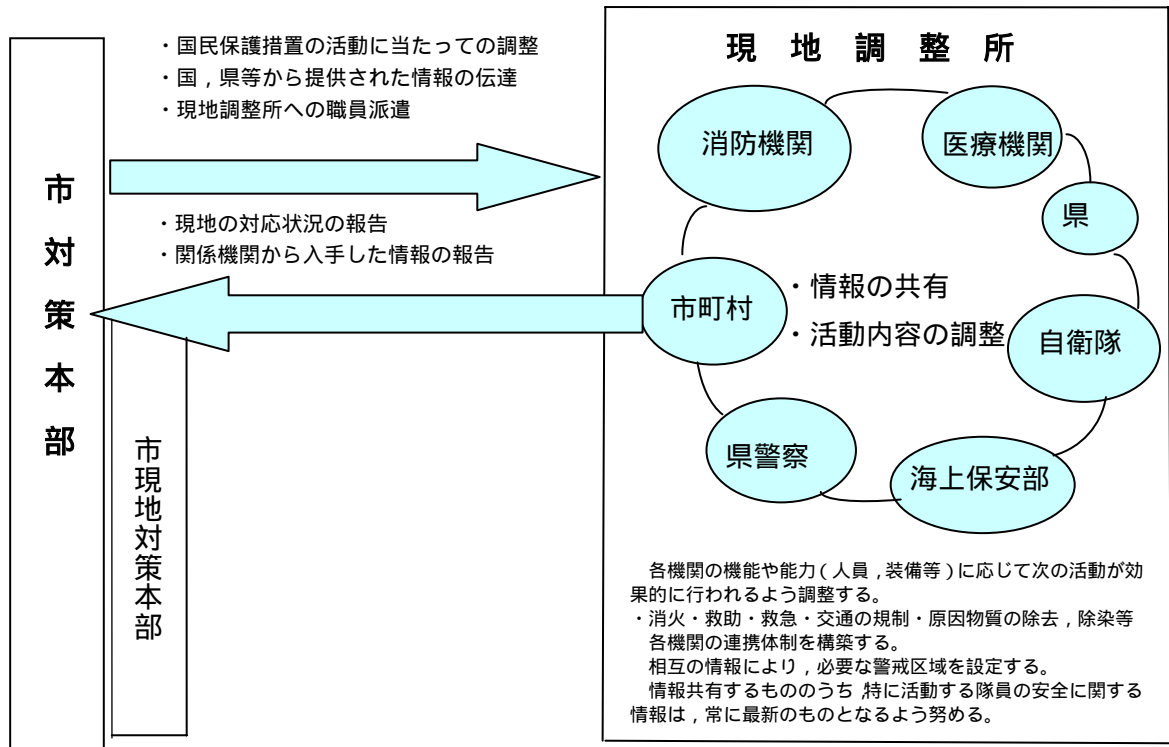 ・国民保護措置の活動に当たっての調整
・国，県等から提供された情報の伝達
・現地調整所への職員派遣
市対策本部
・現地の対応状況の報告
・関係機関から入手した情報の報告
市現地対策本部
現地調整所
消防機関
医療機関
県
市町村
・情報の共有
・活動内容の調整
自衛隊
県警察
海上保安部
各機関の機能や能力（人員，装備等）に応じて次の活動が効
果的に行われるよう調整する。
・消火・救助・救急・交通の規制・原因物質の除去，除染等
各機関の連携体制を構築する。
相互の情報により，必要な警戒区域を設定する。
情報共有するもののうち，特に活動する隊員の安全に関する
情報は，常に最新のものとなるよう努める。